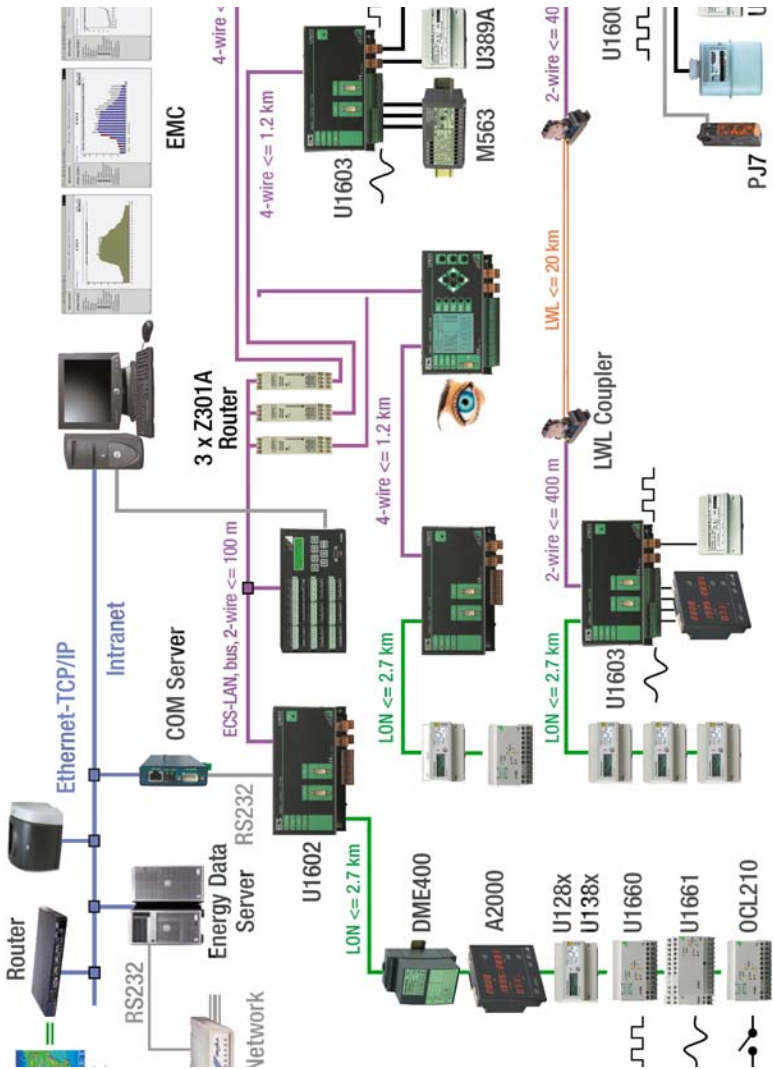 EMC
4-wire <
4-wire <= 1.2 km
U1603
U389A
M563
2-wire <= 40
U1600
PJ7
3 x Z301A
Router
4-wire <= 1.2 km
LWL <= 20 km
LWL Coupler
2-wire <= 400 m
Ethernet-TCP/IP
Intranet
COM Server
ECS-LAN, bus, 2-wire <= 100 m
LON <= 2.7 km
LON <= 2.7 km
U1603
Router
RS232
Energy Data
Server
RS232
Network
U1602
LON <= 2.7 km
DME400
A2000
U128x
U138x
U1660
U1661
OCL210